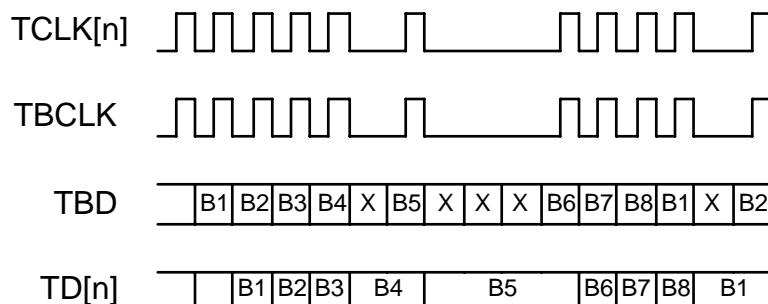 TCLK[n]
TBCLK
TBD B1 B2 B3 B4 X B5 X X X B6 B7 B8 B1 X B2
TD[n] B1 B2 B3 B4 B5 B6 B7 B8 B1